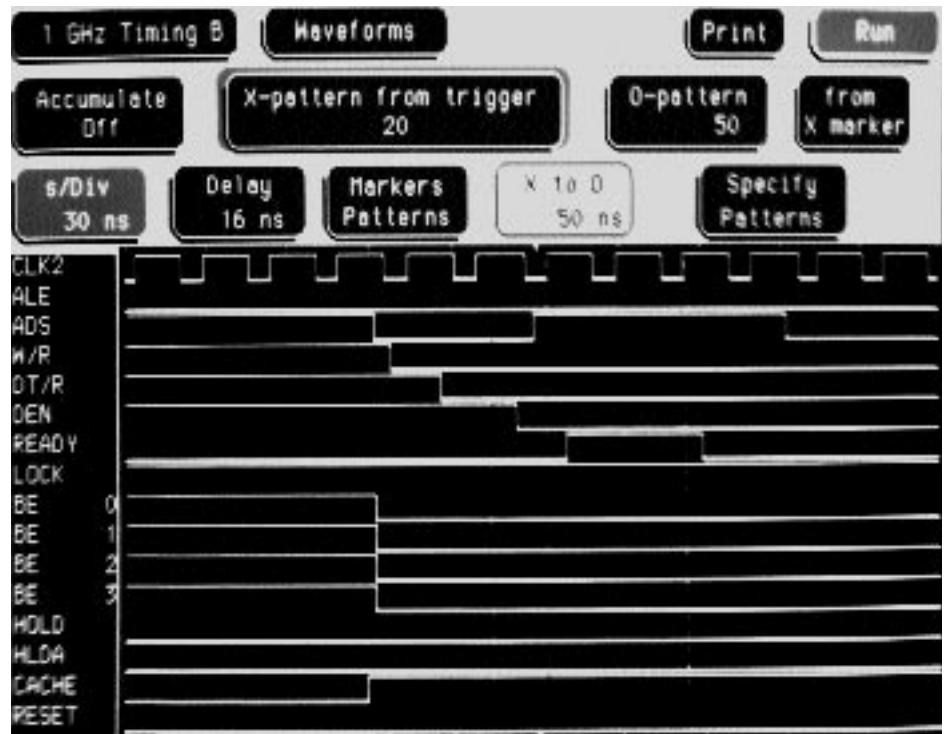 1 GHz Timing B Waveforms Print Run
Accumulate Off X-pattern from trigger 20 O-pattern 50 from X marker
s/Div 30 ns Delay 16 ns Markers Patterns X to O 50 ns Specify Patterns
CLK2
ALE
ADS
W/R
DT/R
DEN
READY
LOCK
BE 0
BE 1
BE 2
BE 3
HOLD
HLDA
CACHE
RESET